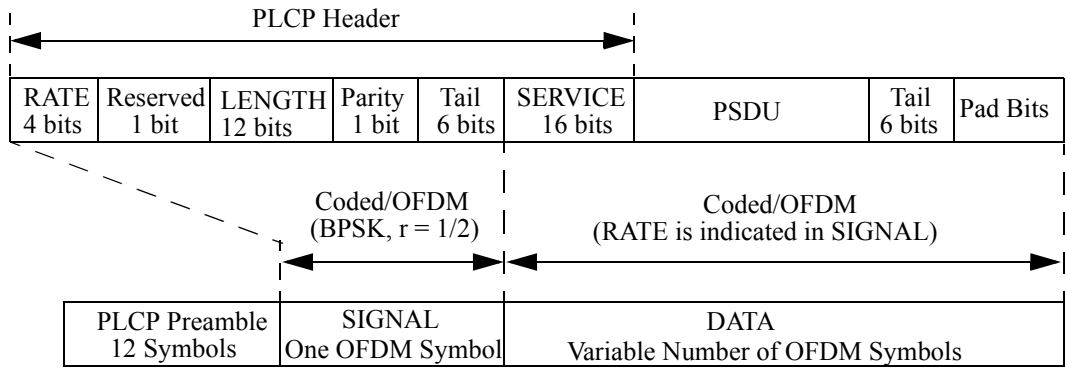 PLCP Header
RATE Reserved LENGTH Parity Tail SERVICE PSDU Tail Pad Bits
4 bits 1 bit 12 bits 1 bit 6 bits 16 bits 6 bits
Coded/OFDM Coded/OFDM
(BPSK, r = 1/2) (RATE is indicated in SIGNAL)
PLCP Preamble SIGNAL DATA
12 Symbols One OFDM Symbol Variable Number of OFDM Symbols